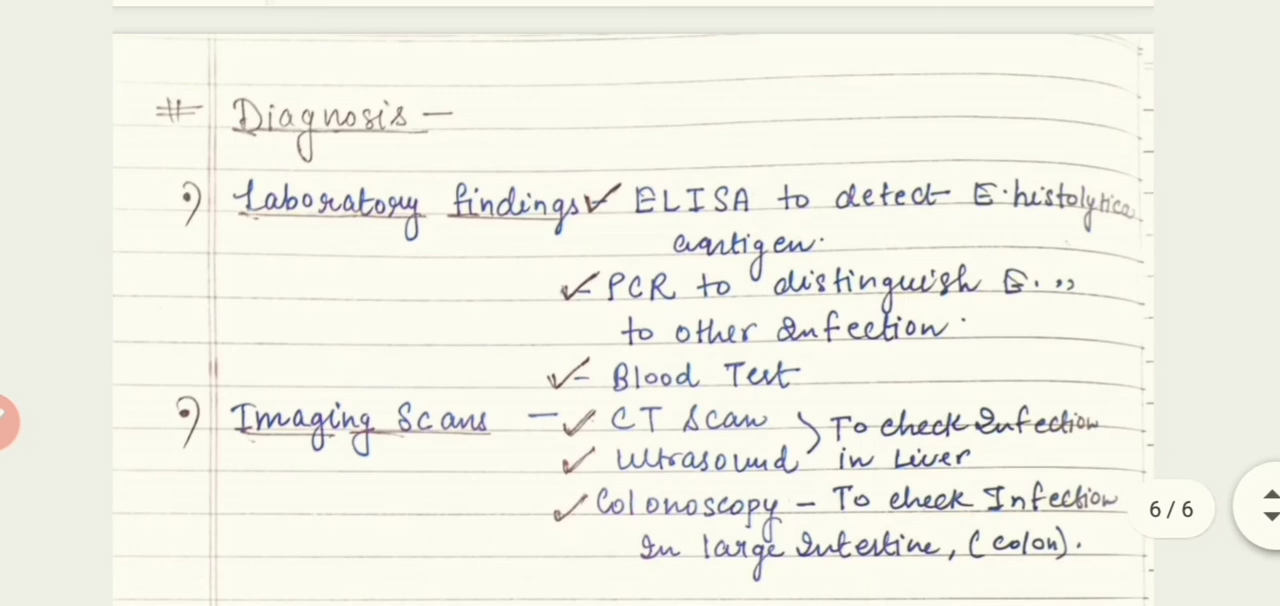 # Diagnosis -
Laboratory findings ✓ ELISA to detect E. histolytica
antigen.
✓- PCR to distinguish E. ,,
to other Infection.
✓- Blood Test
Imaging Scans - ✓ CT Scan } To check Infection
✓ Ultrasound in Liver
✓ Colonoscopy - To check Infection
In large Intestine, (colon).
6 / 6